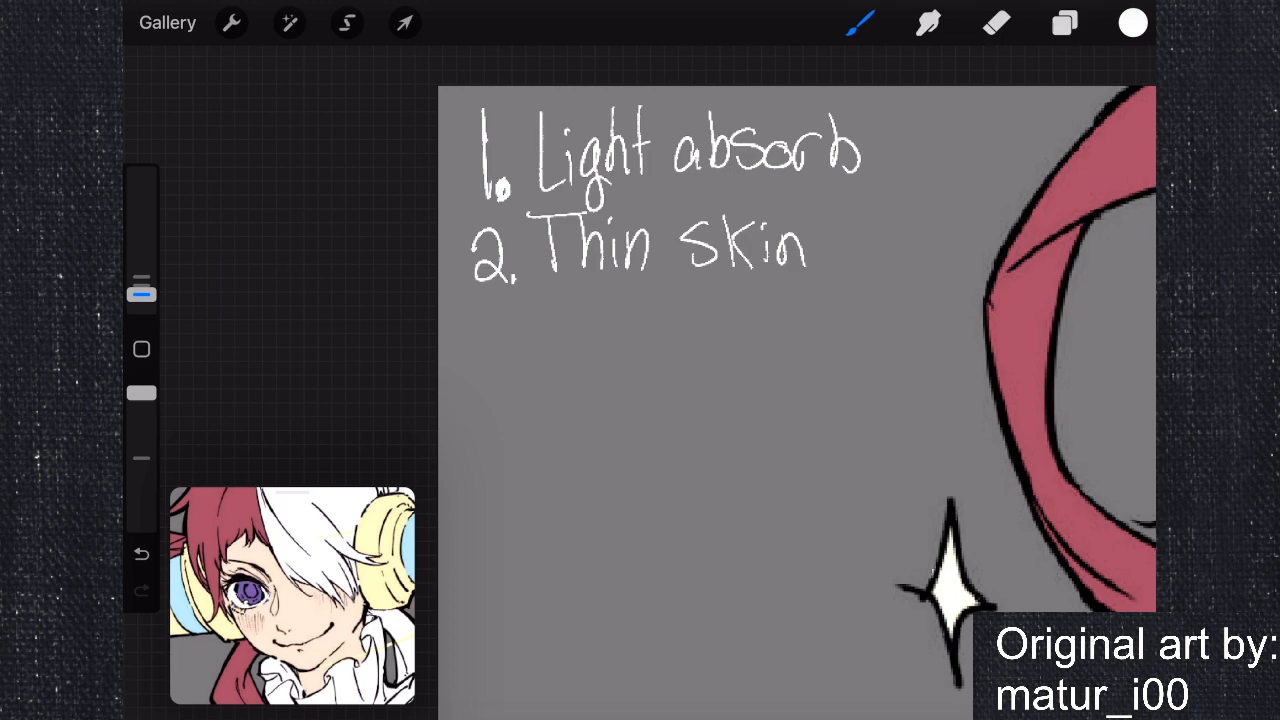 Gallery
1. Light absorb
2. Thin skin
Original art by:
matur_i00